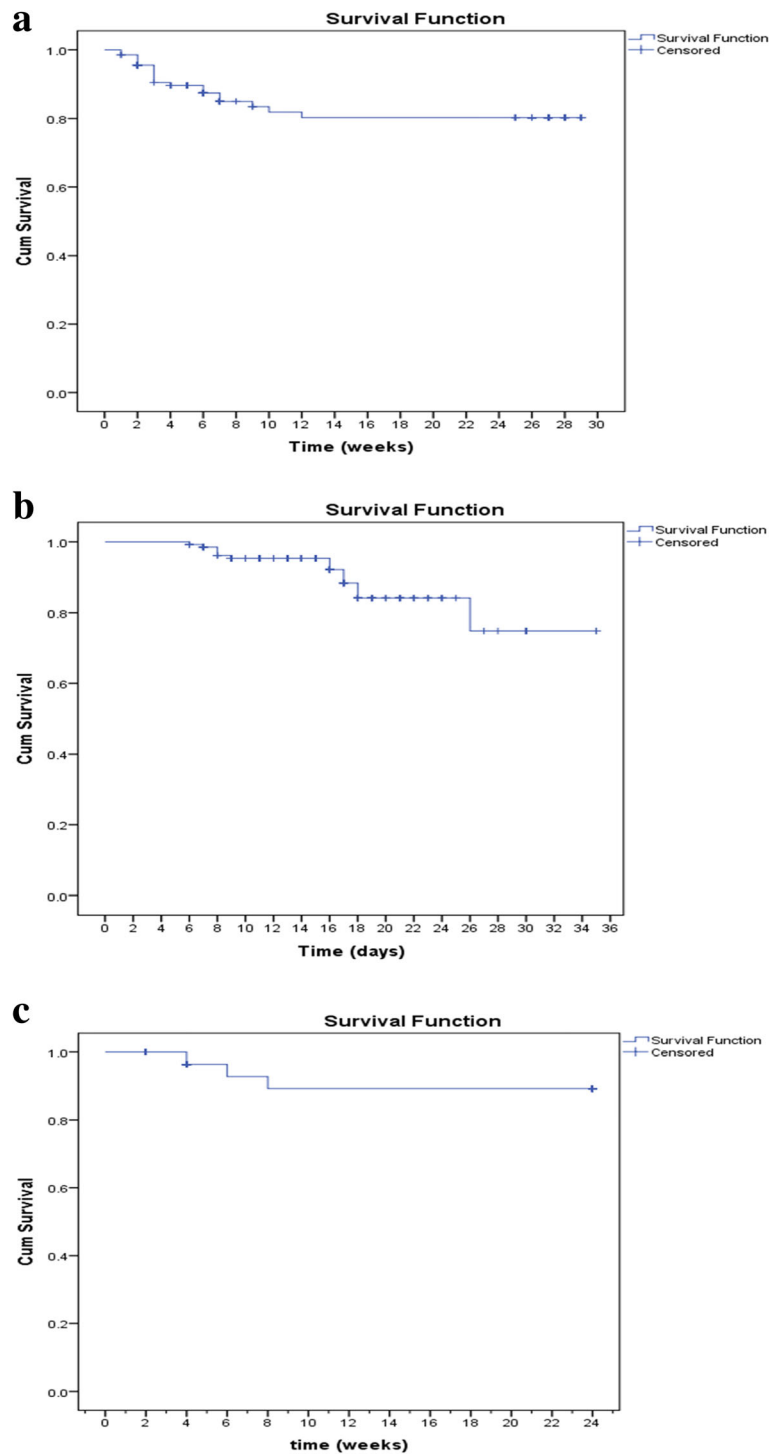 a
Survival Function
Survival Function
Censored
1.0
0.8
0.6
0.4
0.2
0.0
Cum Survival
0 2 4 6 8 10 12 14 16 18 20 22 24 26 28 30
Time (weeks)
b
Survival Function
Survival Function
Censored
1.0
0.8
0.6
0.4
0.2
0.0
Cum Survival
0 2 4 6 8 10 12 14 16 18 20 22 24 26 28 30 32 34 36
Time (days)
c
Survival Function
Survival Function
Censored
1.0
0.8
0.6
0.4
0.2
0.0
Cum Survival
0 2 4 6 8 10 12 14 16 18 20 22 24
time (weeks)